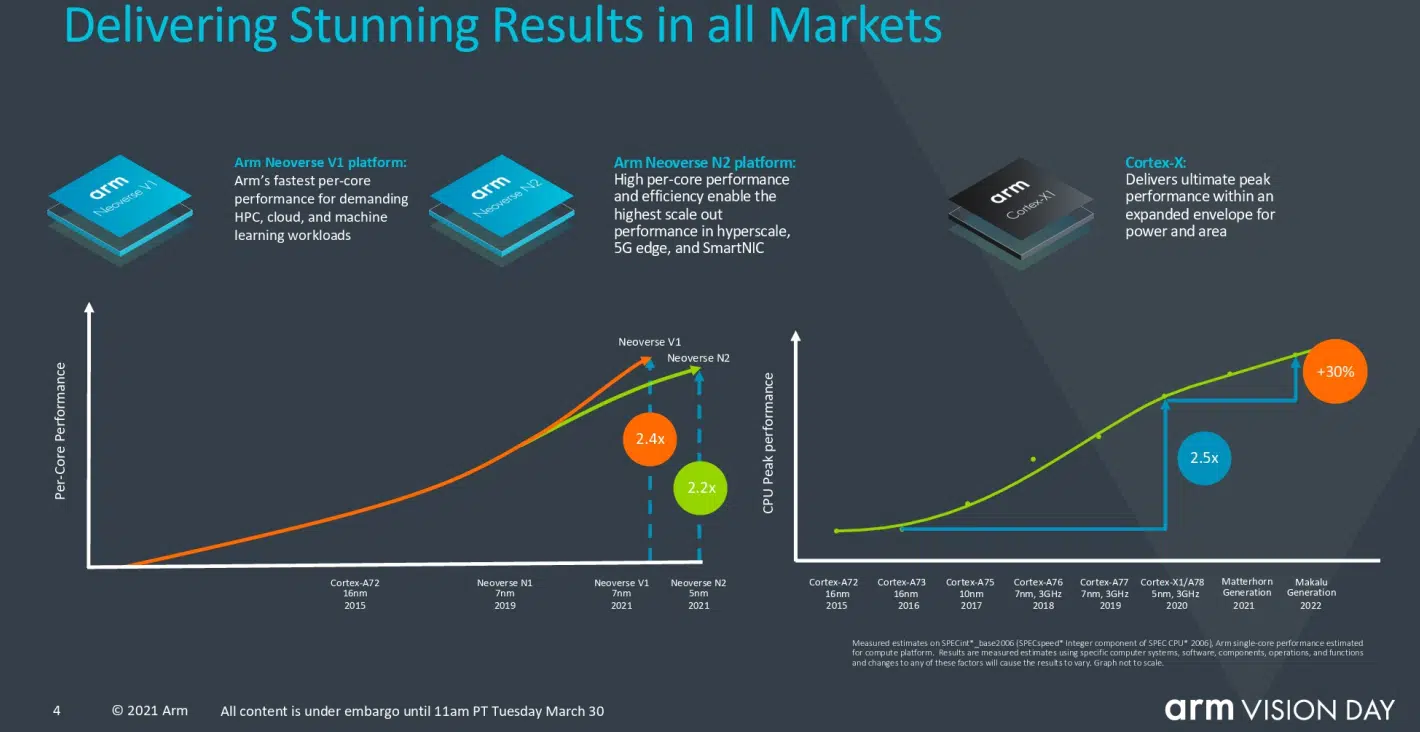 Delivering Stunning Results in all Markets
arm
Neoverse V1
Arm Neoverse V1 platform:
Arm's fastest per-core
performance for demanding
HPC, cloud, and machine
learning workloads
arm
Neoverse N2
Arm Neoverse N2 platform:
High per-core performance
and efficiency enable the
highest scale out
performance in hyperscale,
5G edge, and SmartNIC
arm
Cortex-X1
Cortex-X:
Delivers ultimate peak
performance within an
expanded envelope for
power and area
Per-Core Performance
Neoverse V1
Neoverse N2
2.4x
2.2x
Cortex-A72
16nm
2015
Neoverse N1
7nm
2019
Neoverse V1
7nm
2021
Neoverse N2
5nm
2021
CPU Peak performance
+30%
2.5x
Cortex-A72
16nm
2015
Cortex-A73
16nm
2016
Cortex-A75
10nm
2017
Cortex-A76
7nm, 3GHz
2018
Cortex-A77
7nm, 3GHz
2019
Cortex-X1/A78
5nm, 3GHz
2020
Matterhorn
Generation
2021
Makalu
Generation
2022
Measured estimates on SPECint*_base2006 (SPECspeed* Integer component of SPEC CPU* 2006), Arm single-core performance estimated
for compute platform. Results are measured estimates using specific computer systems, software, components, operations, and functions
and changes to any of these factors will cause the results to vary. Graph not to scale.
4
© 2021 Arm
All content is under embargo until 11am PT Tuesday March 30
arm VISION DAY